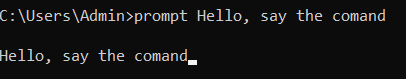 C:\Users\Admin>prompt Hello, say the comand
Hello, say the comand